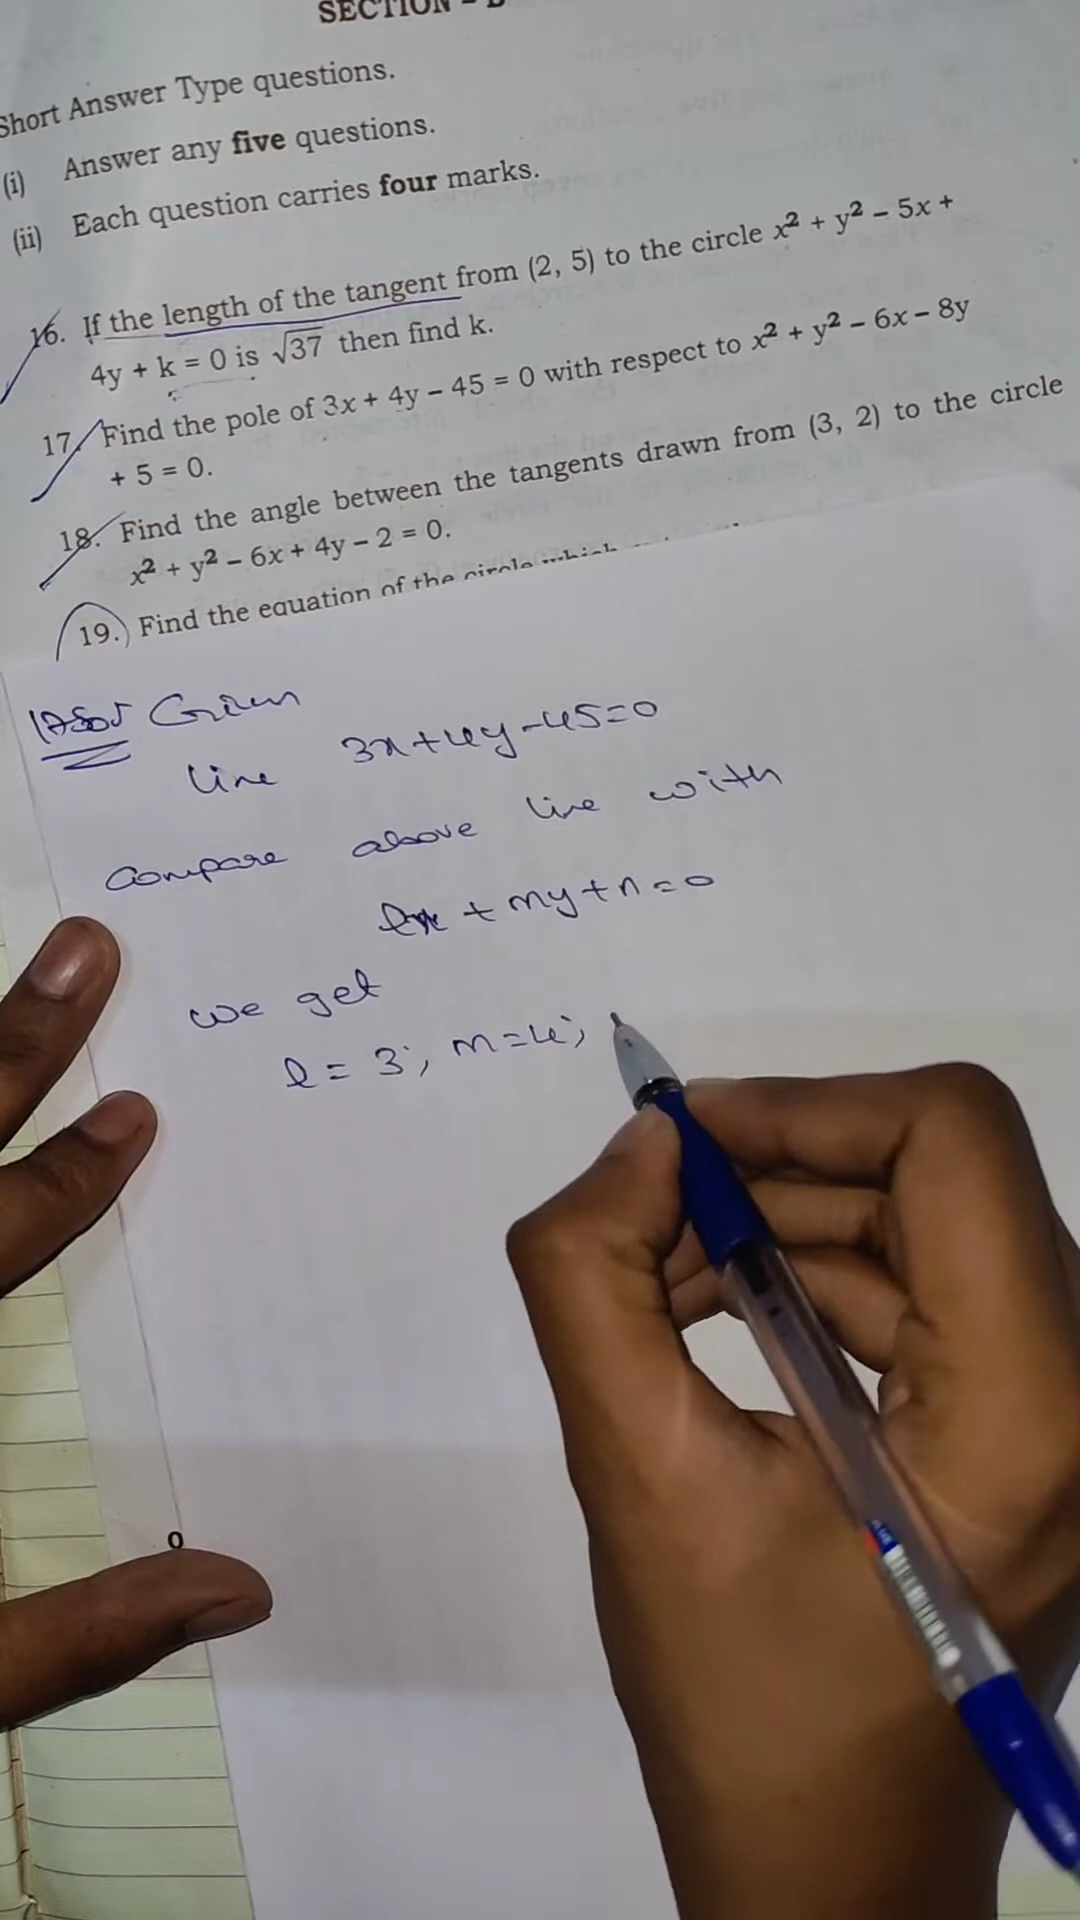 SECTION –
Short Answer Type questions.
(i) Answer any five questions.
(ii) Each question carries four marks.
16. If the length of the tangent from (2, 5) to the circle x² + y² – 5x +
4y + k = 0 is √37 then find k.
17. Find the pole of 3x + 4y – 45 = 0 with respect to x² + y² – 6x – 8y
+ 5 = 0.
18. Find the angle between the tangents drawn from (3, 2) to the circle
x² + y² – 6x + 4y – 2 = 0.
19. Find the equation of the circle which
Given
line 3x+4y-45=0
Compare above line with
lx + my + n = 0
we get
l = 3; m = 4;
0